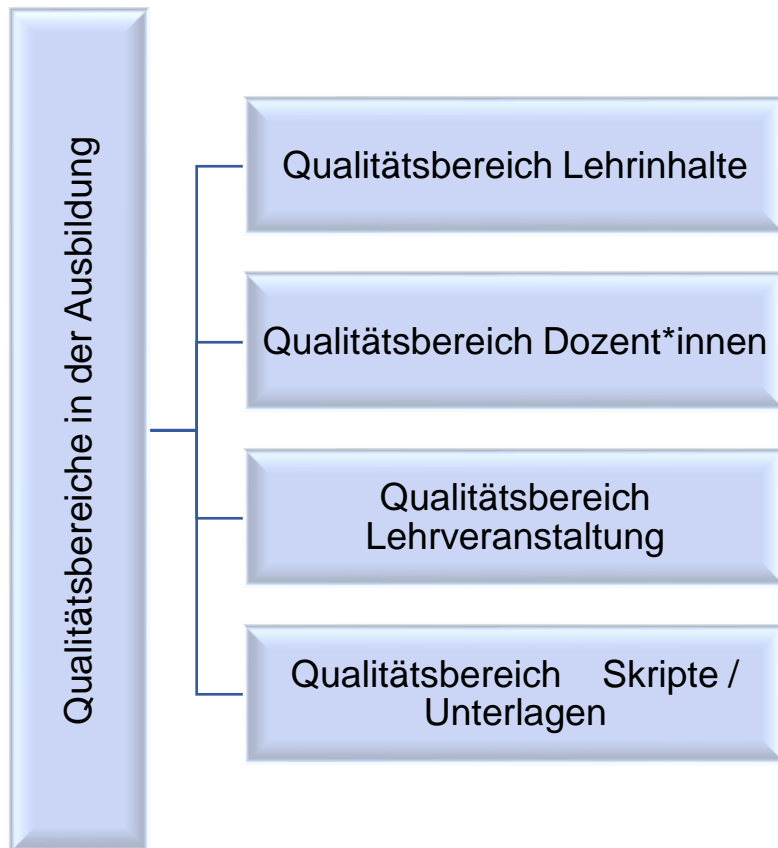 Qualitätsbereiche in der Ausbildung
Qualitätsbereich Lehrinhalte
Qualitätsbereich Dozent*innen
Qualitätsbereich
Lehrveranstaltung
Qualitätsbereich Skripte /
Unterlagen